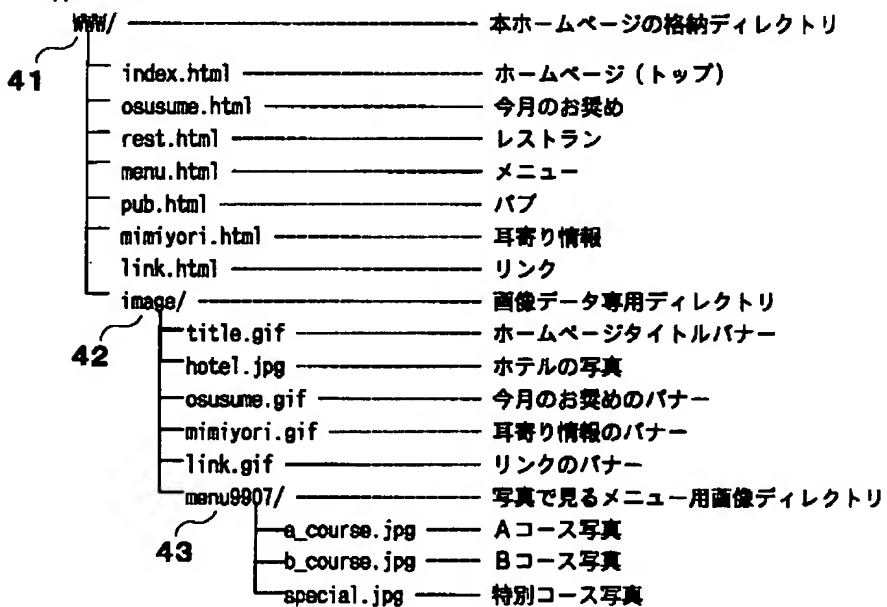 WWW/ 本ホームページの格納ディレクトリ
41
index.html ホームページ(トップ)
osusume.html 今月のお奨め
rest.html レストラン
menu.html メニュー
pub.html パブ
mimiyori.html 耳寄り情報
link.html リンク
image/ 画像データ専用ディレクトリ
42
title.gif ホームページタイトルバナー
hotel.jpg ホテルの写真
osusume.gif 今月のお奨めのバナー
mimiyori.gif 耳寄り情報のバナー
link.gif リンクのバナー
menu9907/ 写真で見るメニュー用画像ディレクトリ
43
a_course.jpg Aコース写真
b_course.jpg Bコース写真
special.jpg 特別コース写真